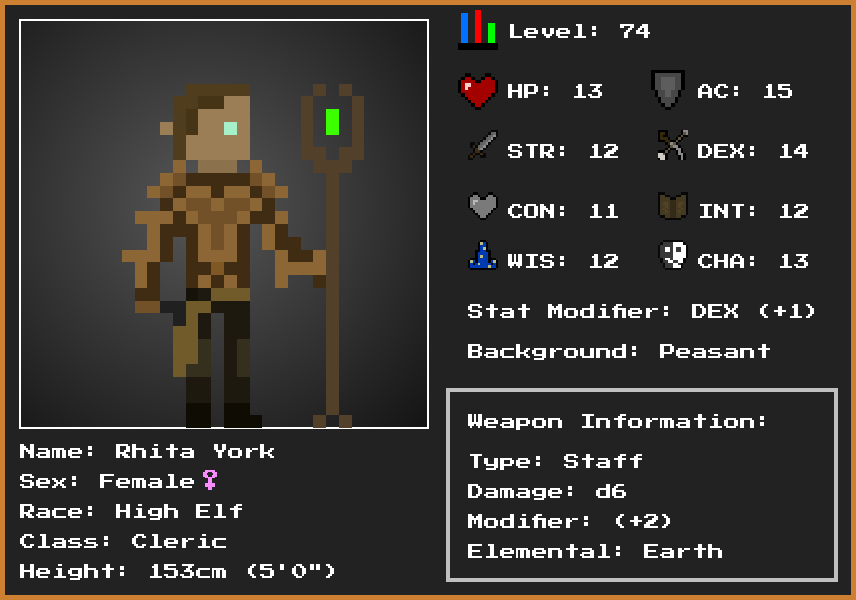 Level: 74
HP: 13 AC: 15
STR: 12 DEX: 14
CON: 11 INT: 12
WIS: 12 CHA: 13
Stat Modifier: DEX (+1)
Background: Peasant
Weapon Information:
Type: Staff
Damage: d6
Modifier: (+2)
Elemental: Earth
Name: Rhita York
Sex: Female♀
Race: High Elf
Class: Cleric
Height: 153cm (5'0")